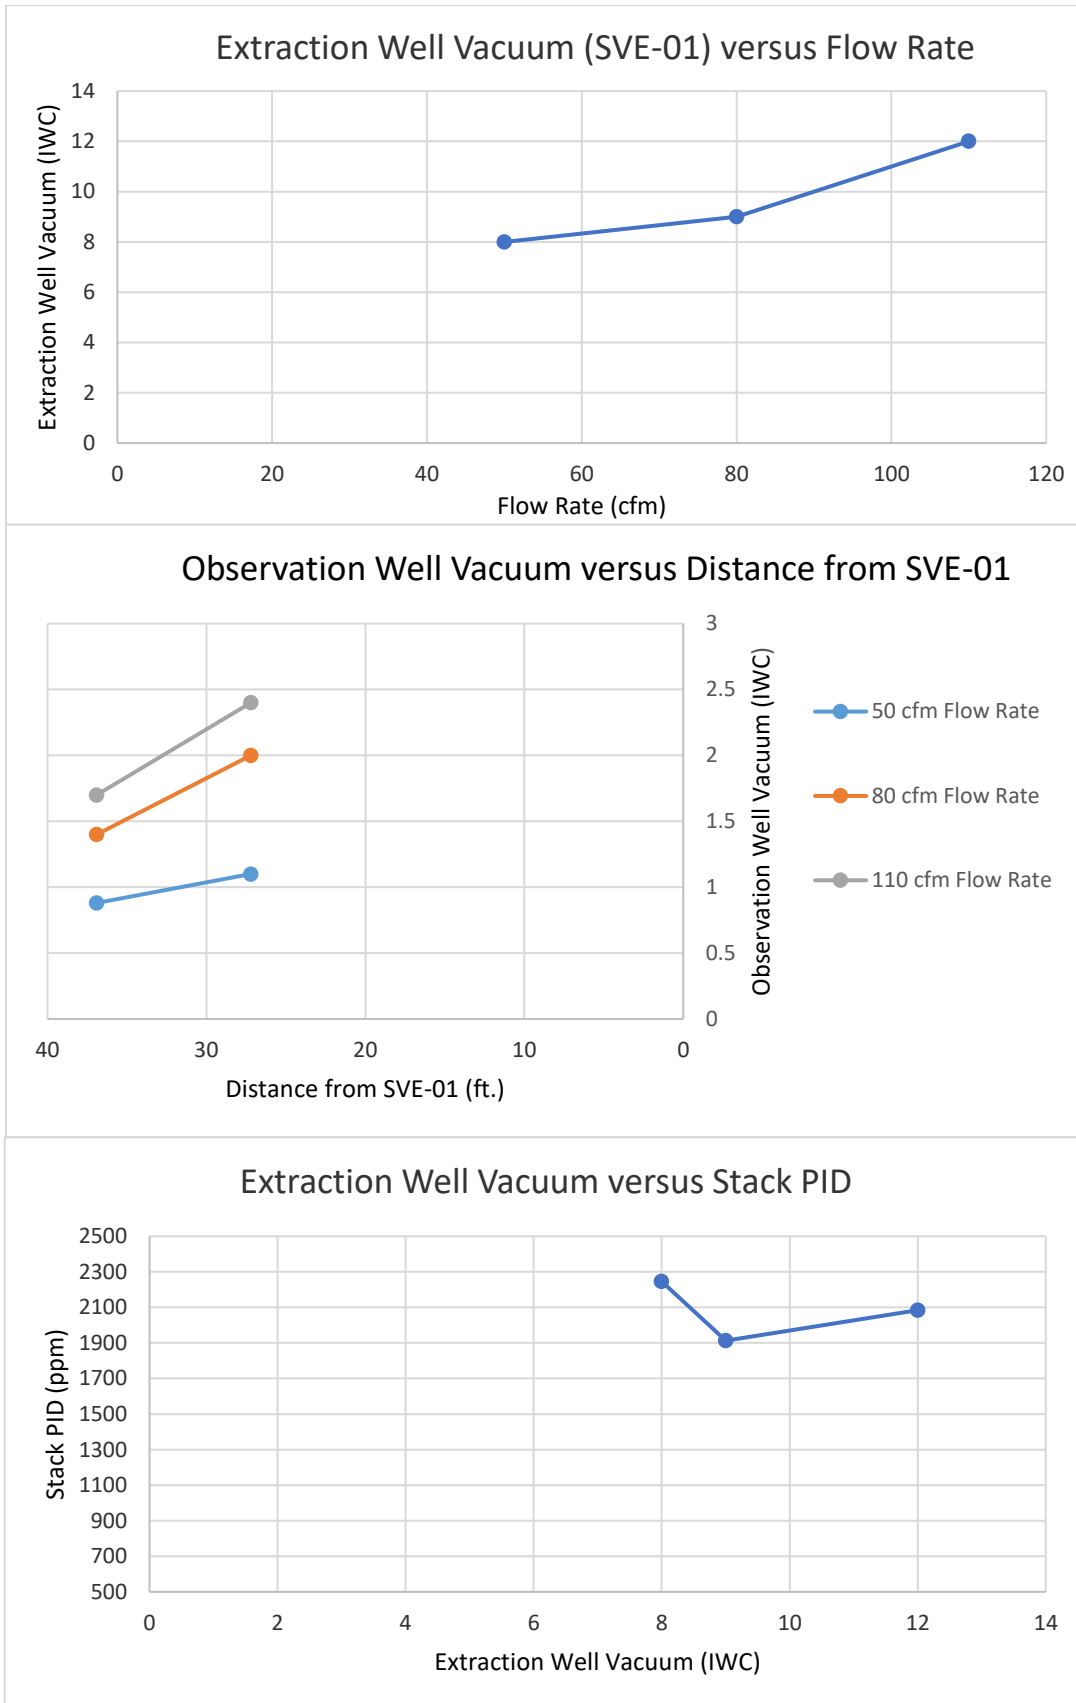 Extraction Well Vacuum (SVE-01) versus Flow Rate
Extraction Well Vacuum (IWC)
14
12
10
8
6
4
2
0
0 20 40 60 80 100 120
Flow Rate (cfm)
Observation Well Vacuum versus Distance from SVE-01
3
2.5
2
1.5
1
0.5
0
Observation Well Vacuum (IWC)
40 30 20 10 0
Distance from SVE-01 (ft.)
50 cfm Flow Rate
80 cfm Flow Rate
110 cfm Flow Rate
Extraction Well Vacuum versus Stack PID
Stack PID (ppm)
2500
2300
2100
1900
1700
1500
1300
1100
900
700
500
0 2 4 6 8 10 12 14
Extraction Well Vacuum (IWC)